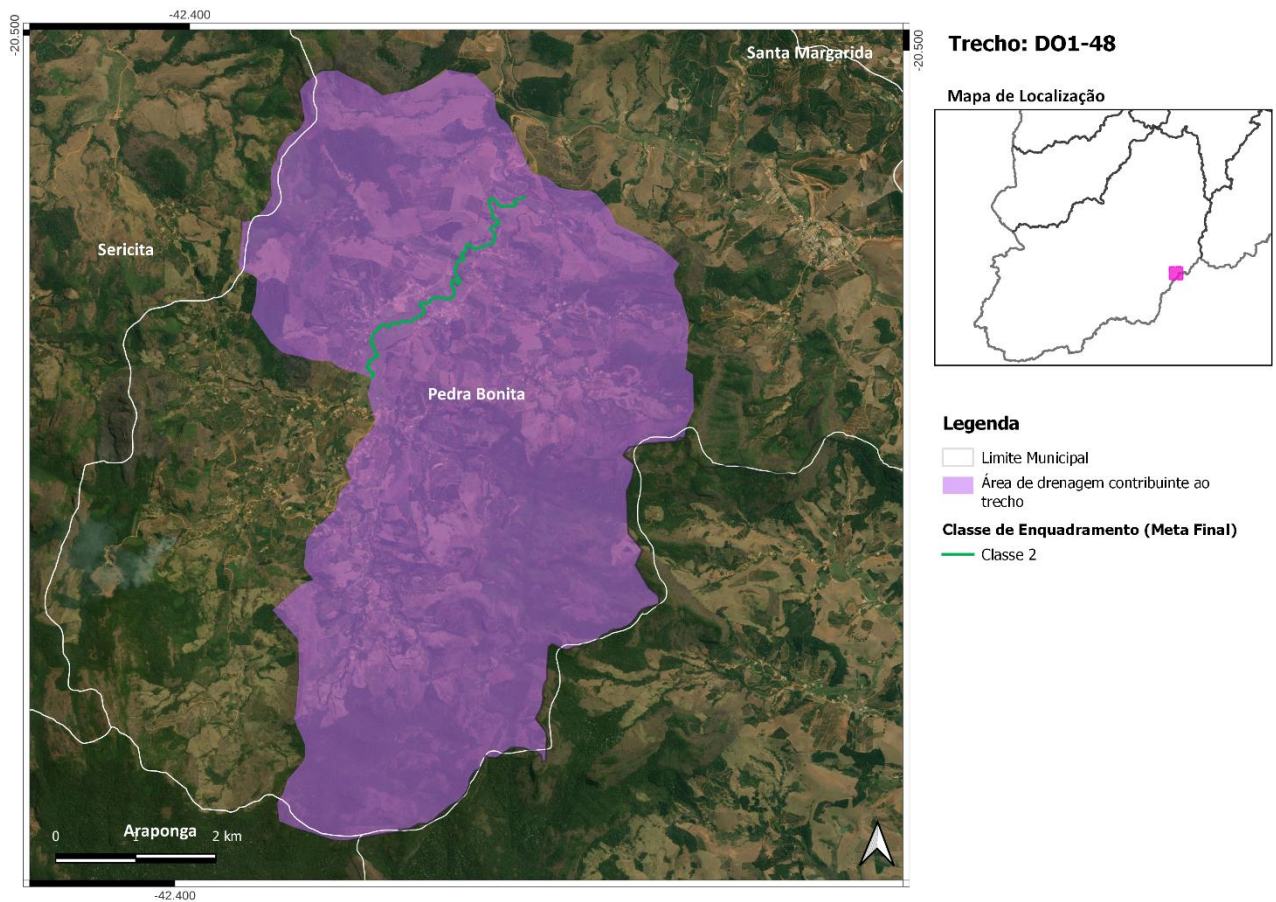 -42.400
-20.500
-20.500
Santa Margarida
Sericita
Pedra Bonita
Araponga
0 1 2 km
-42.400
Trecho: DO1-48
Mapa de Localização
Legenda
Limite Municipal
Área de drenagem contribuinte ao
trecho
Classe de Enquadramento (Meta Final)
Classe 2